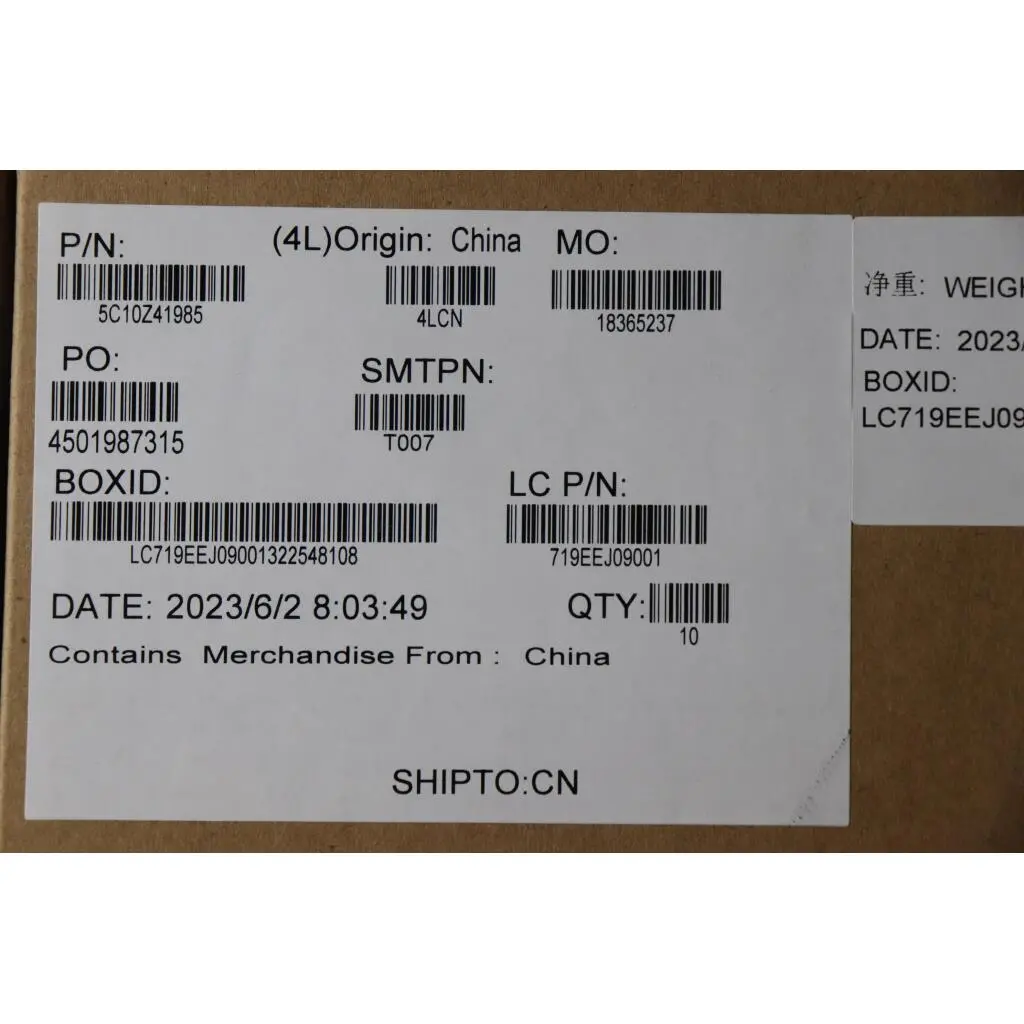 P/N: (4L)Origin: China MO:
5C10Z41985 4LCN 18365237
PO: SMTPN:
4501987315 T007
BOXID: LC P/N:
LC719EEJ09001322548108 719EEJ09001
DATE: 2023/6/2 8:03:49 QTY:
10
Contains Merchandise From : China
SHIPTO:CN
净重: WEIGH
DATE: 2023/
BOXID:
LC719EEJ09